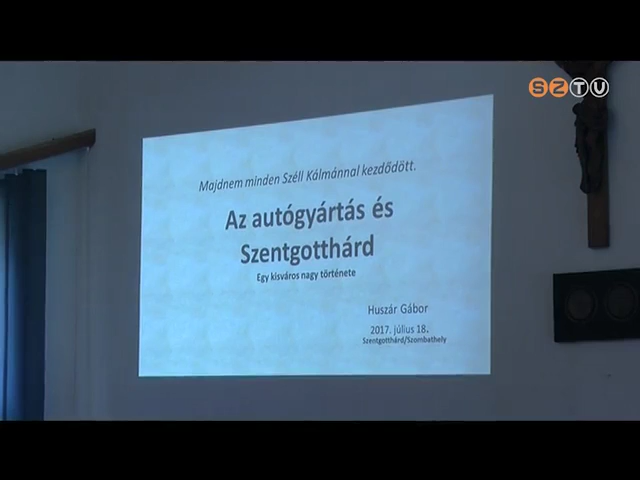 SZTV
Majdnem minden Széll Kálmánnal kezdődött.
Az autógyártás és
Szentgotthárd
Egy kisváros nagy története
Huszár Gábor
2017. július 18.
Szentgotthárd/Szombathely